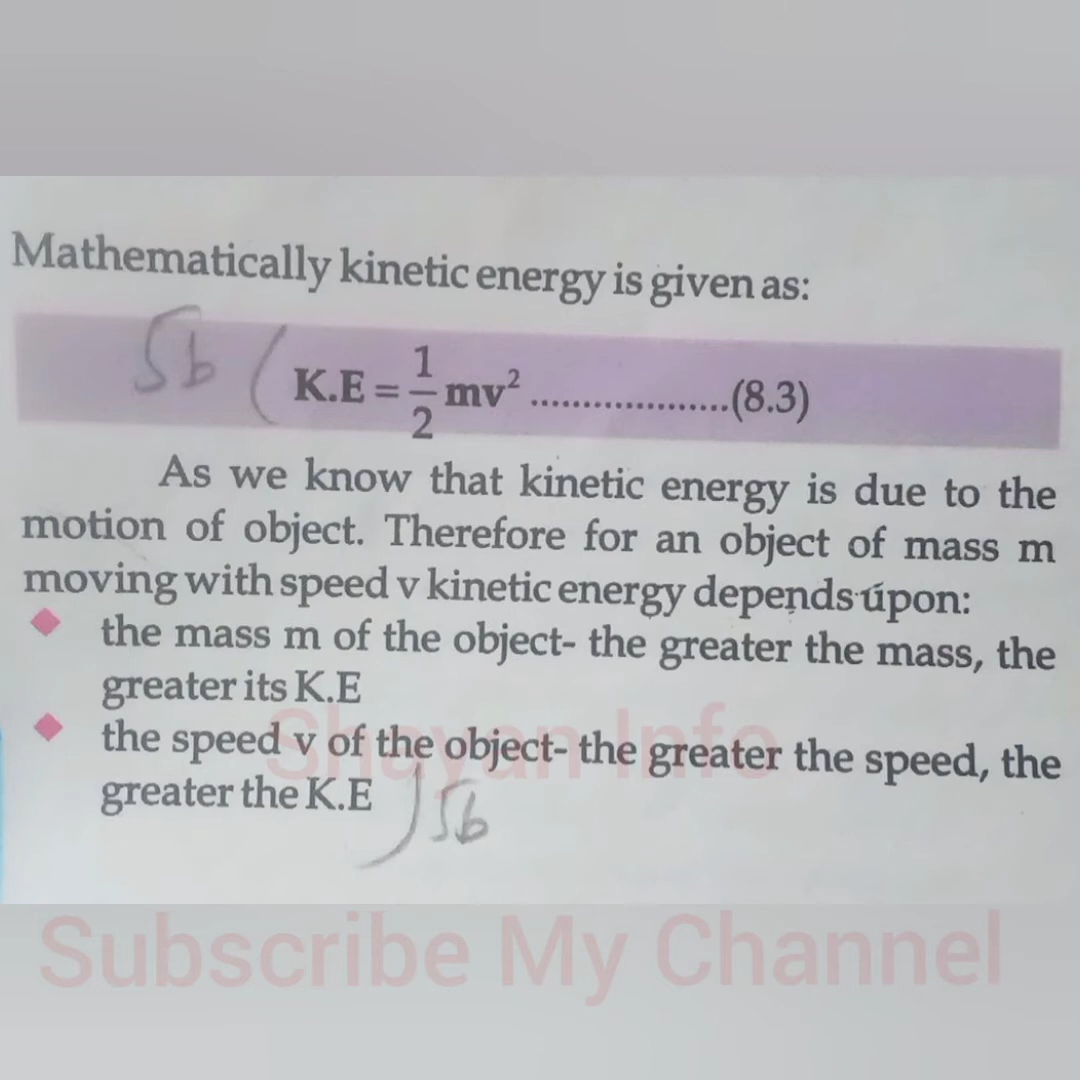 Mathematically kinetic energy is given as:
5b ( K.E = 1/2 mv² ....................(8.3)
As we know that kinetic energy is due to the
motion of object. Therefore for an object of mass m
moving with speed v kinetic energy depends upon:
the mass m of the object- the greater the mass, the
greater its K.E
Shayan Info
the speed v of the object- the greater the speed, the
greater the K.E ) 5b
Subscribe My Channel